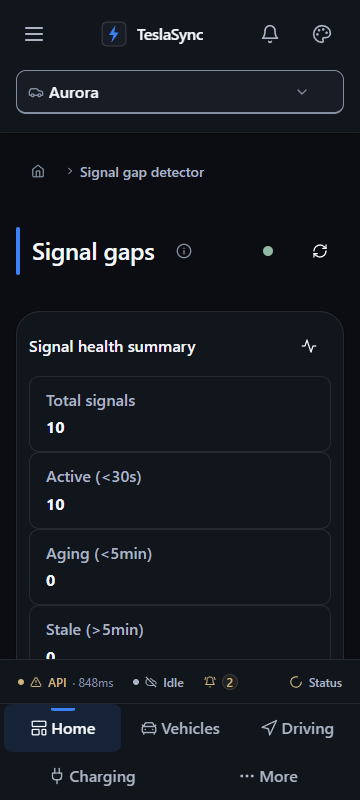 TeslaSync
Aurora
Signal gap detector
Signal gaps
Signal health summary
Total signals
10
Active (<30s)
10
Aging (<5min)
0
Stale (>5min)
0
API · 848ms Idle 2 Status
Home Vehicles Driving
Charging More